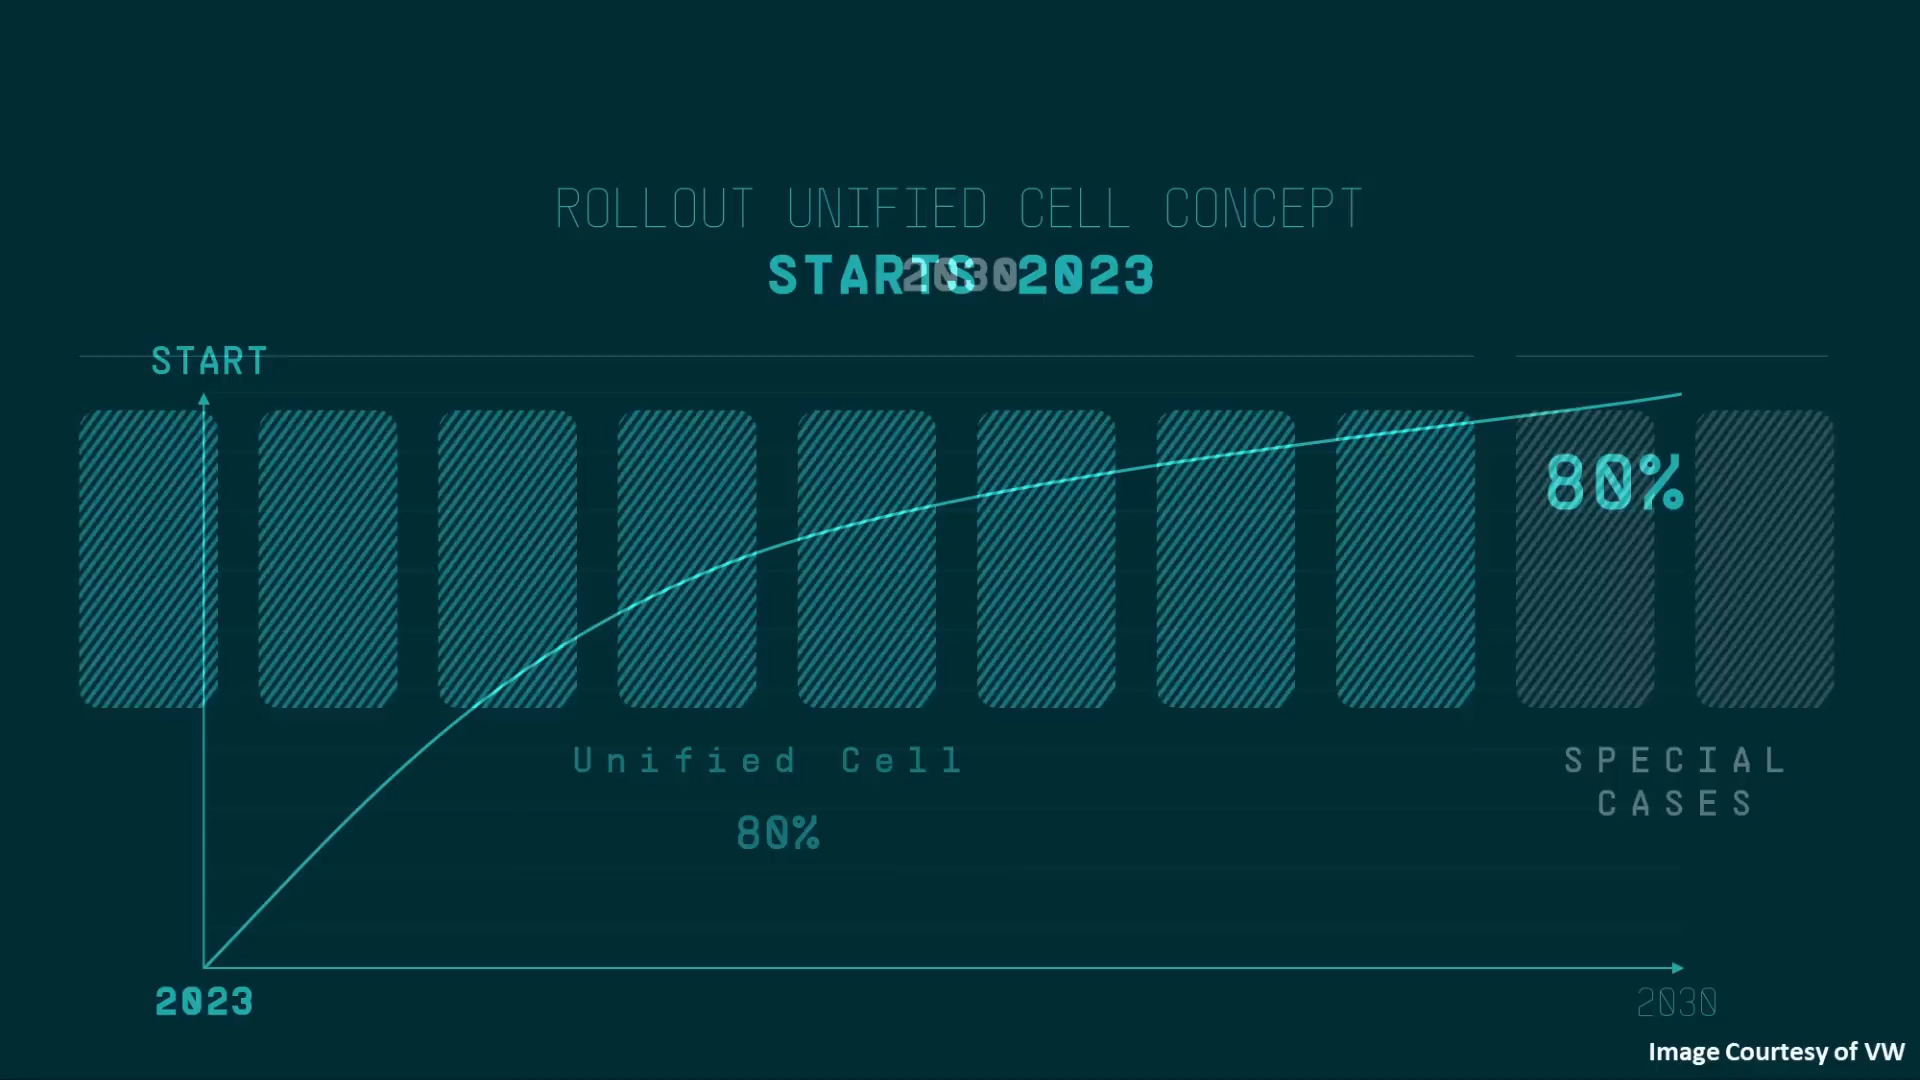 ROLLOUT UNIFIED CELL CONCEPT
STARTS 2023
2030
START
80%
Unified Cell
SPECIAL
CASES
80%
2023
2030
Image Courtesy of VW